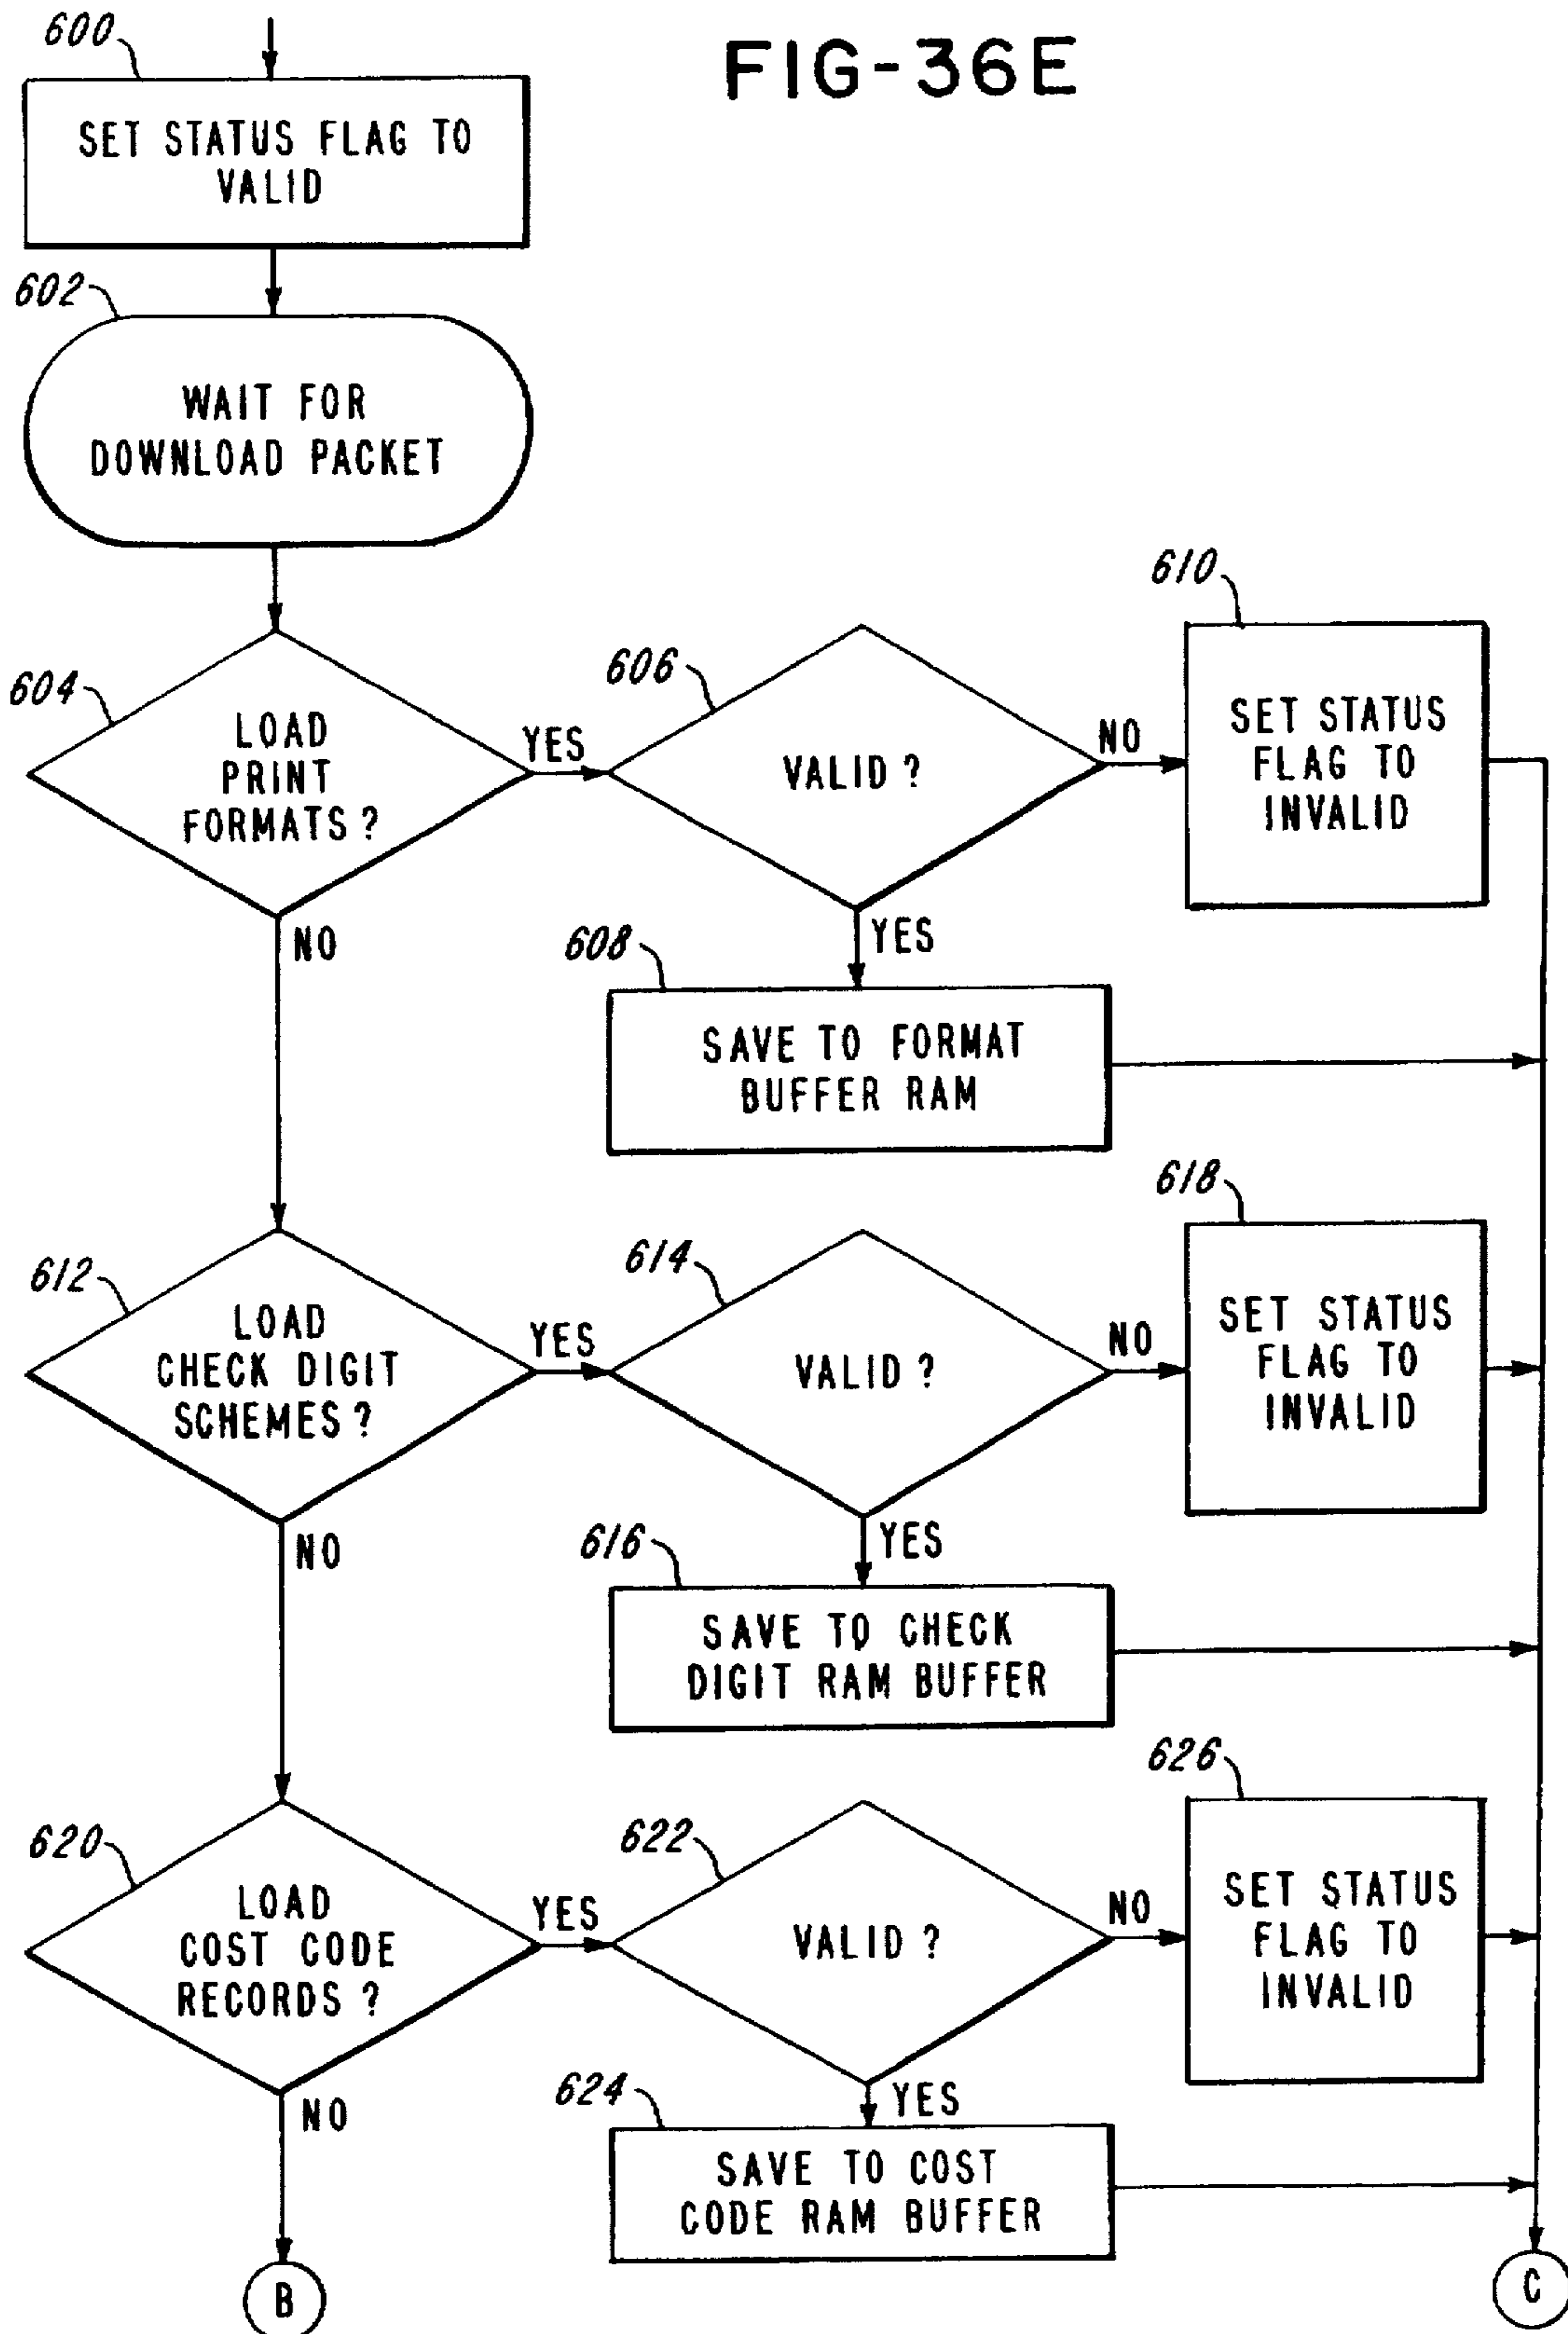 FIG-36E
600
SET STATUS FLAG TO
VALID
602
WAIT FOR
DOWNLOAD PACKET
604
LOAD
PRINT
FORMATS?
YES
NO
606
VALID?
NO
YES
610
SET STATUS
FLAG TO
INVALID
608
SAVE TO FORMAT
BUFFER RAM
612
LOAD
CHECK DIGIT
SCHEMES?
YES
NO
614
VALID?
NO
YES
618
SET STATUS
FLAG TO
INVALID
616
SAVE TO CHECK
DIGIT RAM BUFFER
620
LOAD
COST CODE
RECORDS?
YES
NO
622
VALID?
NO
YES
626
SET STATUS
FLAG TO
INVALID
624
SAVE TO COST
CODE RAM BUFFER
B
C